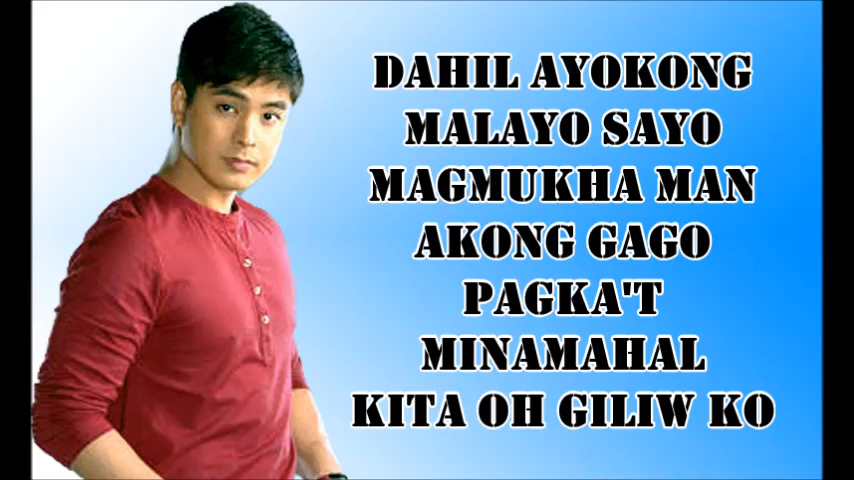 DAHIL AYOKONG
MALAYO SAYO
MAGMUKHA MAN
AKONG GAGO
PAGKA'T
MINAMAHAL
KITA OH GILIW KO